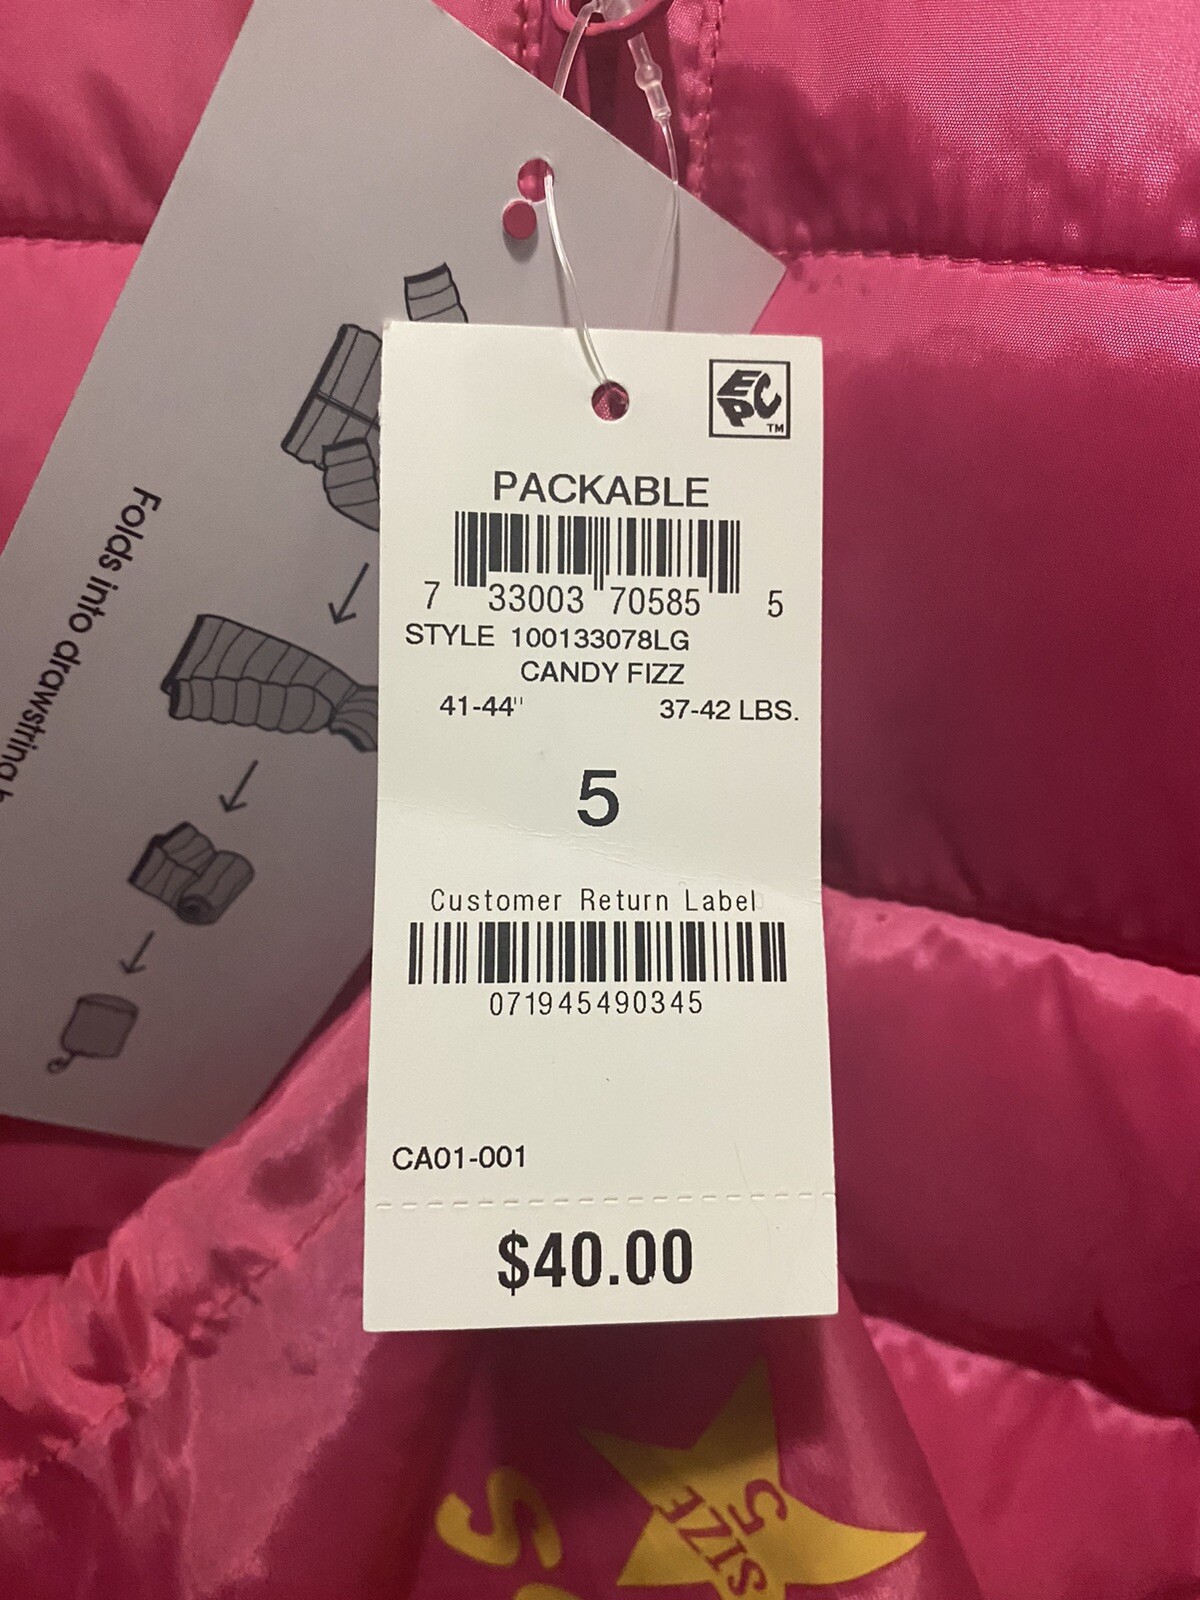 EPC
TM
PACKABLE
7 33003 70585 5
STYLE 100133078LG
CANDY FIZZ
41-44" 37-42 LBS.
5
Customer Return Label
071945490345
CA01-001
$40.00
Folds into drawstring
SIZE
5